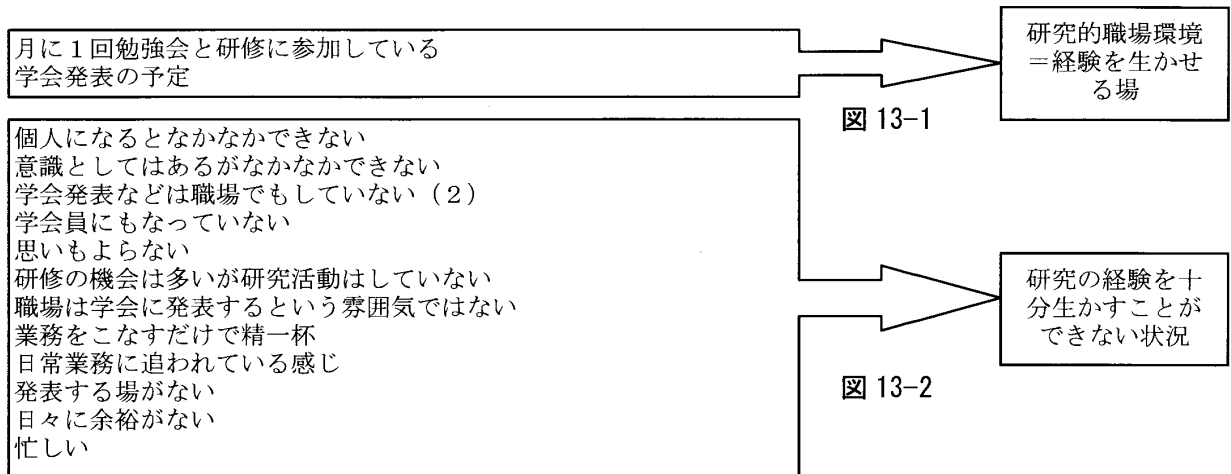 月に１回勉強会と研修に参加している
学会発表の予定
研究的職場環境
＝経験を生かせ
る場
図 13-1
個人になるとなかなかできない
意識としてはあるがなかなかできない
学会発表などは職場でもしていない（２）
学会員にもなっていない
思いもよらない
研修の機会は多いが研究活動はしていない
職場は学会に発表するという雰囲気ではない
業務をこなすだけで精一杯
日常業務に追われている感じ
発表する場がない
日々に余裕がない
忙しい
研究の経験を十
分生かすことが
できない状況
図 13-2